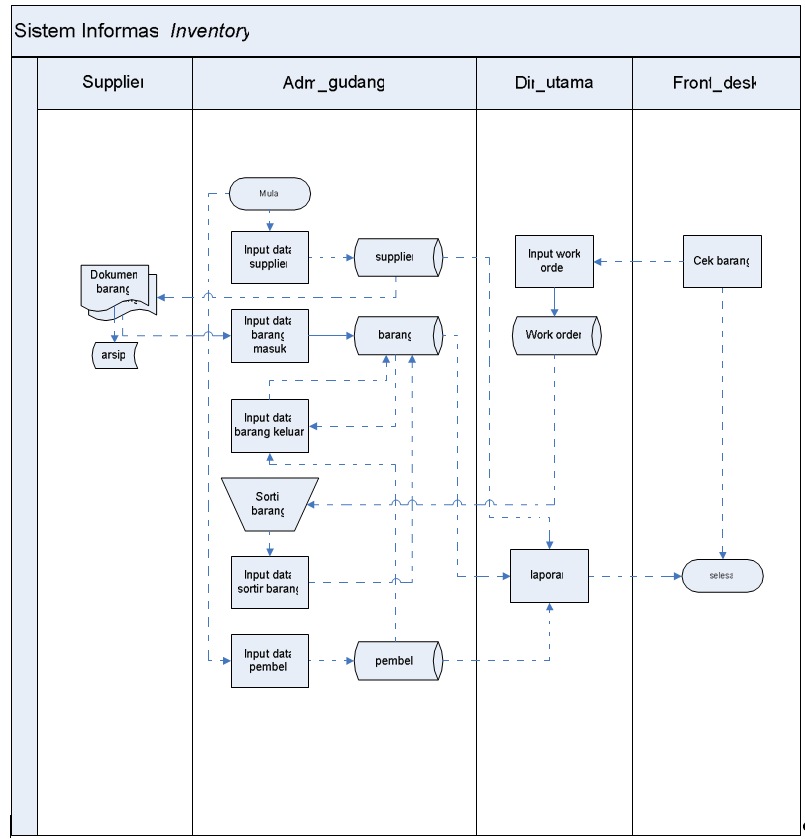 Sistem Informas Inventory
Supplier
Adm_gudang
Dir_utama
Front_desk
Mula
Input data
supplier
supplier
Input work
orde
Cek barang
Dokumen
barang
Input data
barang
masuk
barang
Work order
arsip
Input data
barang keluar
Sorti
barang
Input data
sortir barang
laporan
selesa
Input data
pembel
pembel